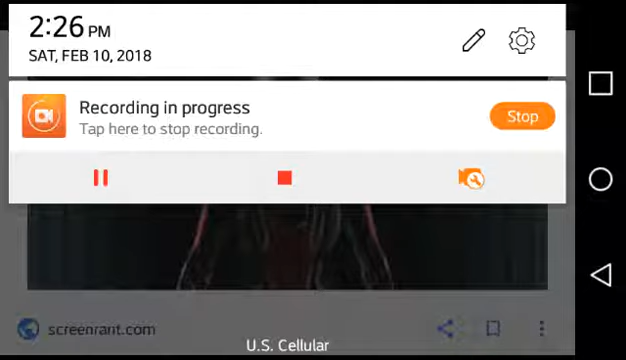 2:26 PM
SAT, FEB 10, 2018
Recording in progress
Tap here to stop recording.
Stop
screenrant.com
U.S. Cellular